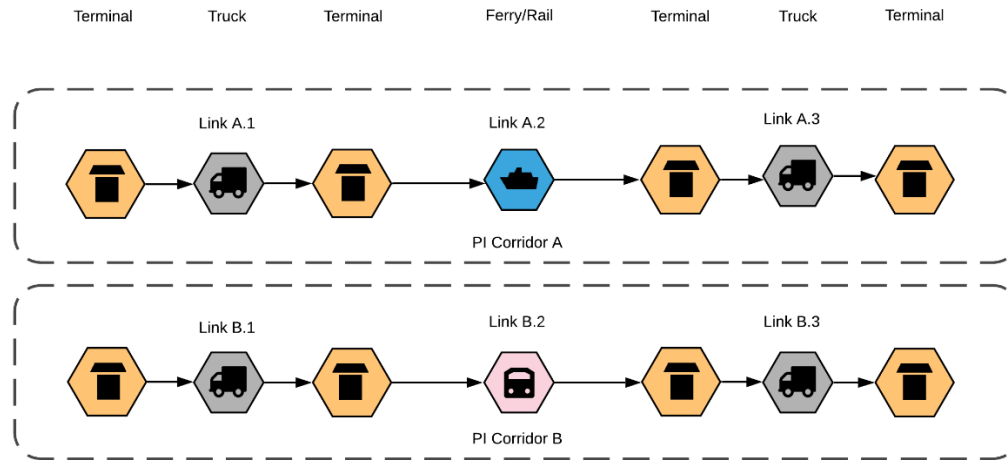 Terminal Truck Terminal Ferry/Rail Terminal Truck Terminal
Link A.1 Link A.2 Link A.3
PI Corridor A
Link B.1 Link B.2 Link B.3
PI Corridor B